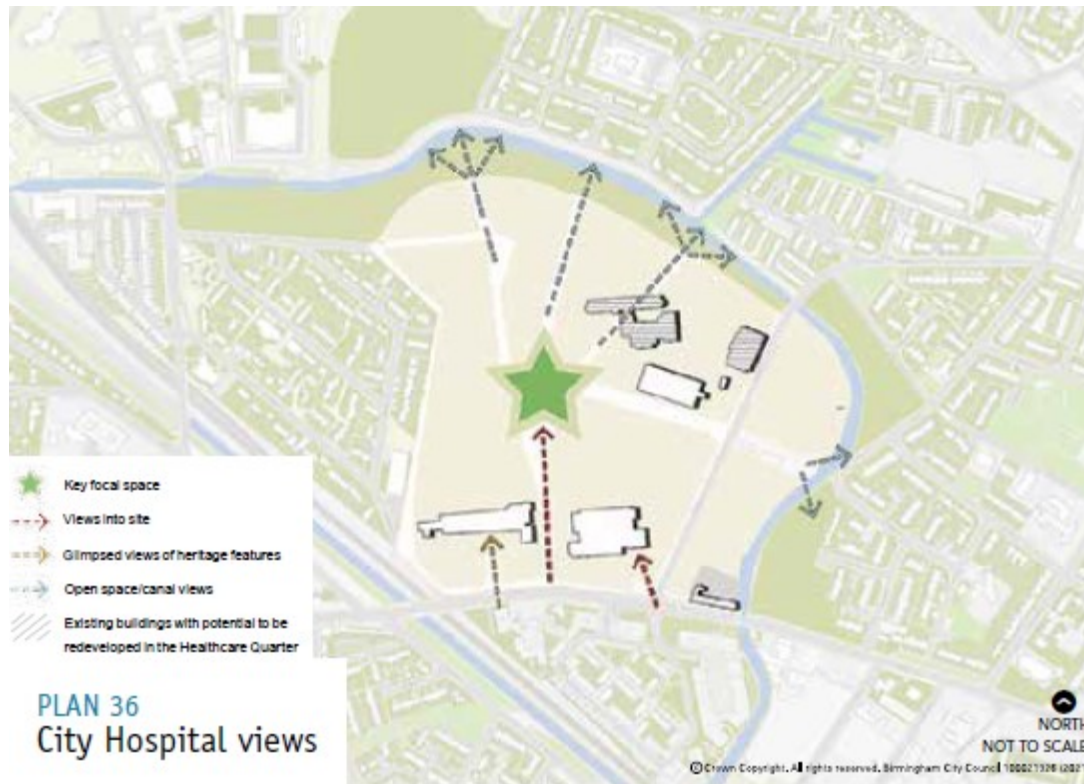 Key focal space
Views into site
Glimpsed views of heritage features
Open space/canal views
Existing buildings with potential to be
redeveloped in the Healthcare Quarter
PLAN 36
City Hospital views
NORTH
NOT TO SCALE
© Crown Copyright. All rights reserved. Birmingham City Council 100021326 (2021